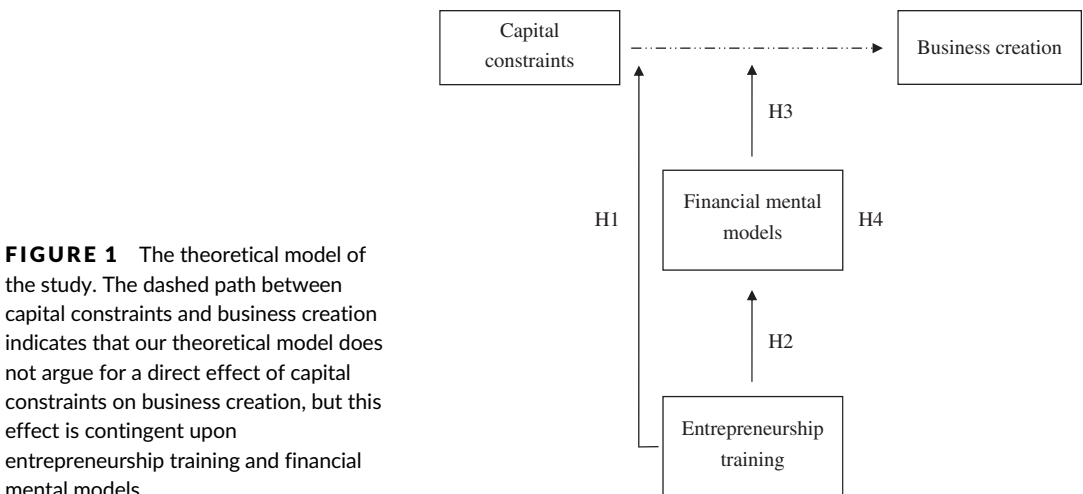 Capital
constraints
Business creation
H3
Financial mental
models
H1
H4
H2
Entrepreneurship
training
FIGURE 1 The theoretical model of
the study. The dashed path between
capital constraints and business creation
indicates that our theoretical model does
not argue for a direct effect of capital
constraints on business creation, but this
effect is contingent upon
entrepreneurship training and financial
mental models